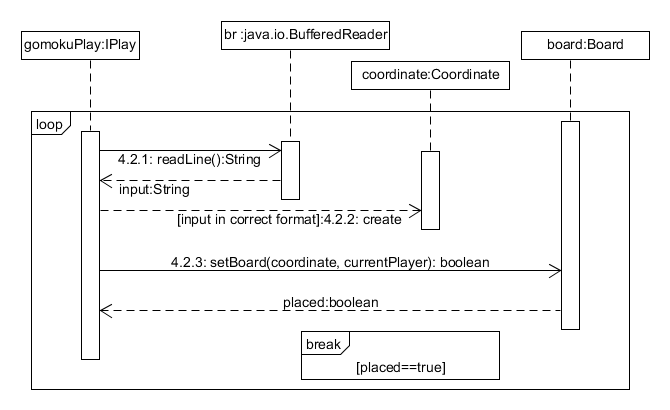 gomokuPlay:IPlay
br :java.io.BufferedReader
coordinate:Coordinate
board:Board
loop
4.2.1: readLine():String
input:String
[input in correct format]:4.2.2: create
4.2.3: setBoard(coordinate, currentPlayer): boolean
placed:boolean
break
[placed==true]